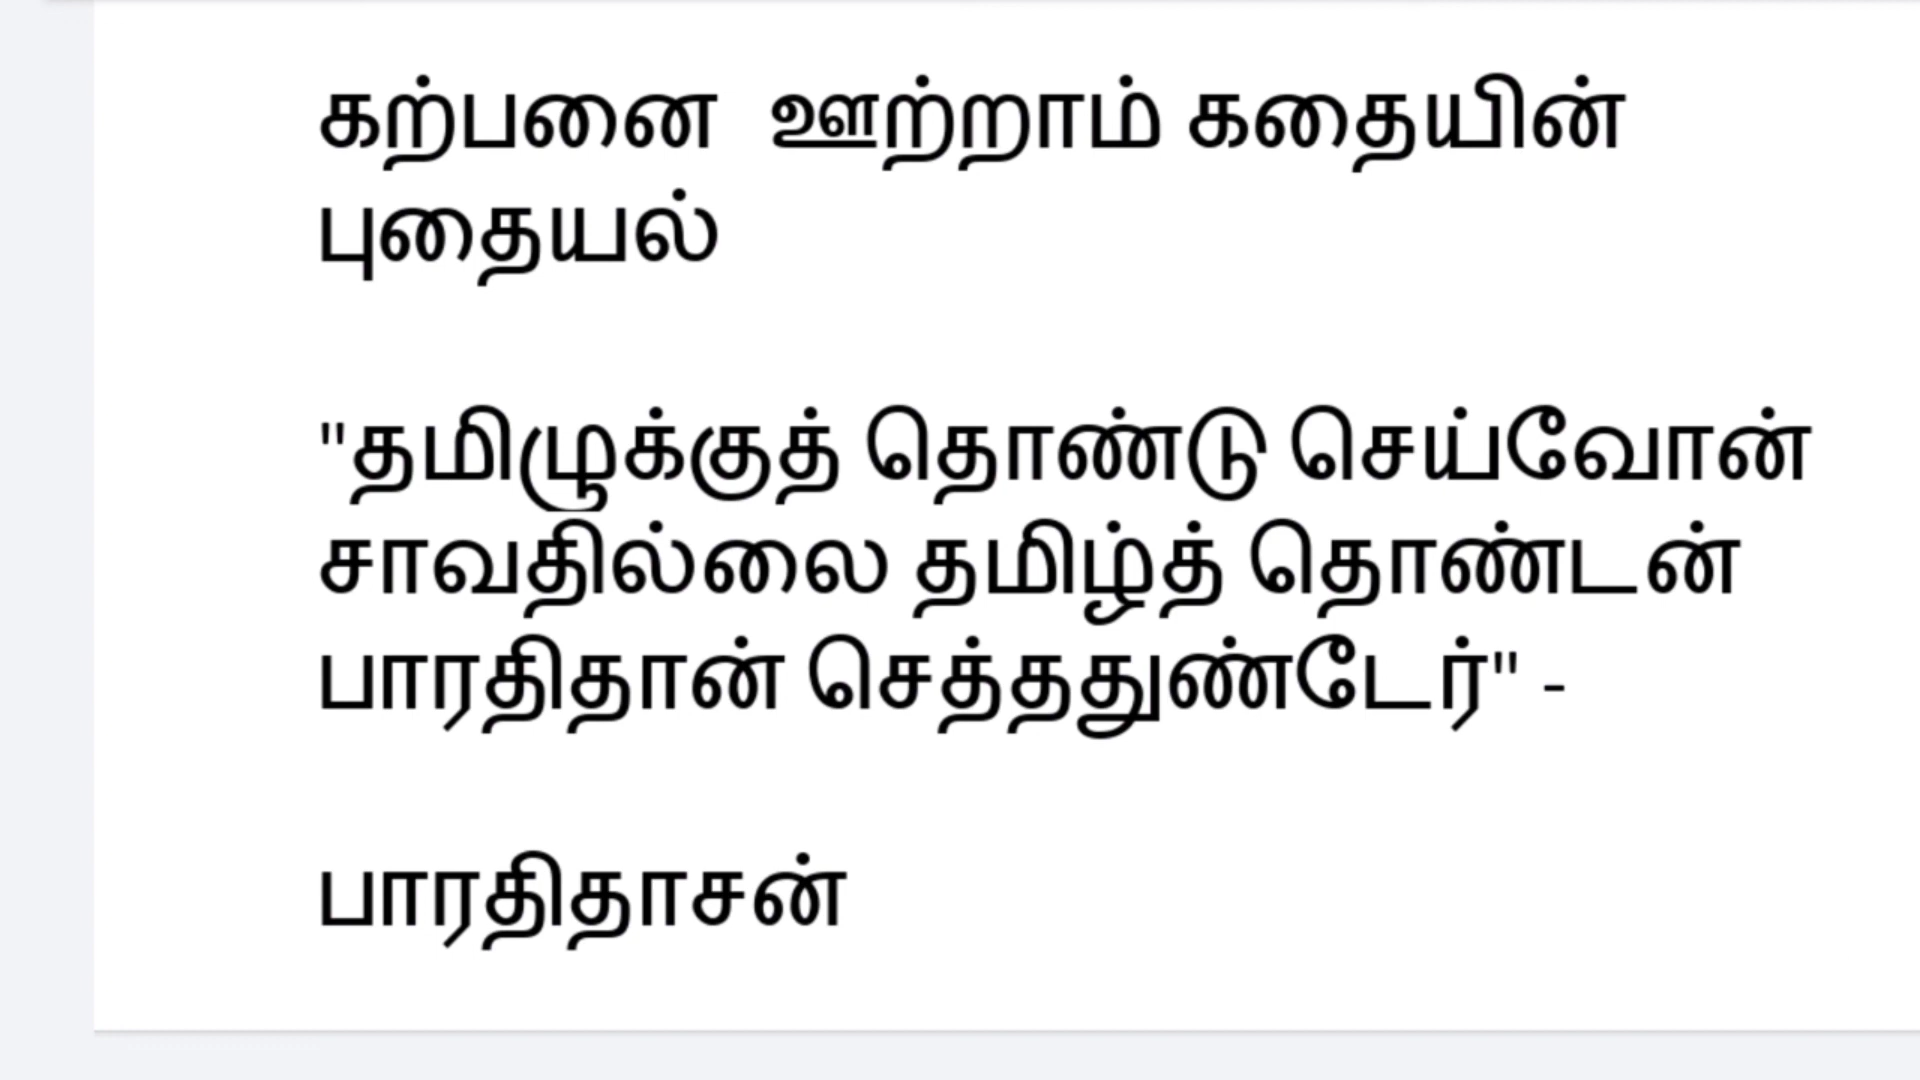 கற்பனை  ஊற்றாம் கதையின்
புதையல்
"தமிழுக்குத் தொண்டு செய்வோன்
சாவதில்லை தமிழ்த் தொண்டன்
பாரதிதான் செத்ததுண்டேர்" -
பாரதிதாசன்